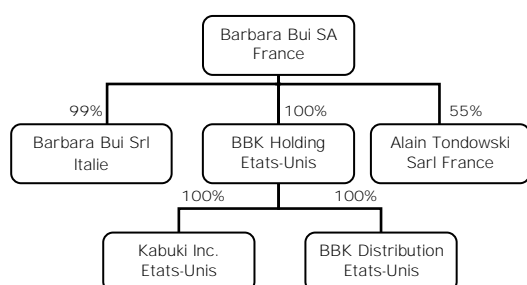 Barbara Bui SA
France
99%
100%
55%
Barbara Bui Srl
Italie
BBK Holding
Etats-Unis
Alain Tondowski
Sarl France
100%
100%
Kabuki Inc.
Etats-Unis
BBK Distribution
Etats-Unis